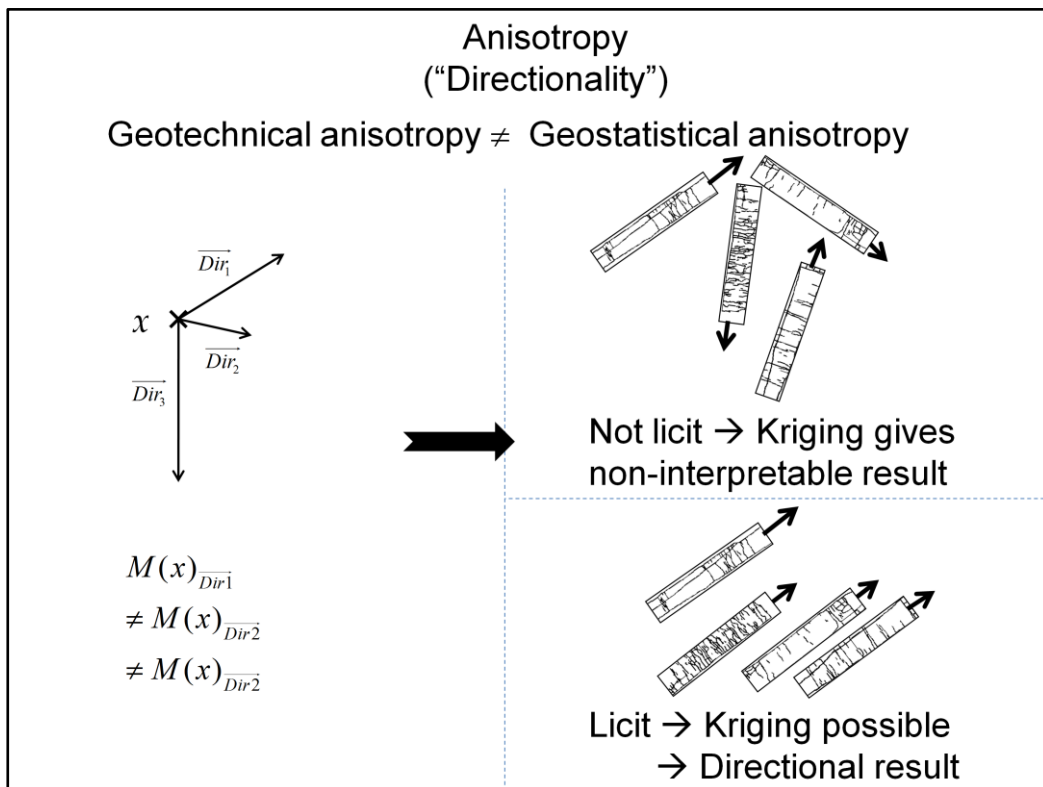 Anisotropy
(“Directionality”)
Geotechnical anisotropy ≠ Geostatistical anisotropy
Dir₁
x
Dir₂
Dir₃
M(x)Dir1
≠ M(x)Dir2
≠ M(x)Dir2
Not licit → Kriging gives
non-interpretable result
Licit → Kriging possible
→ Directional result